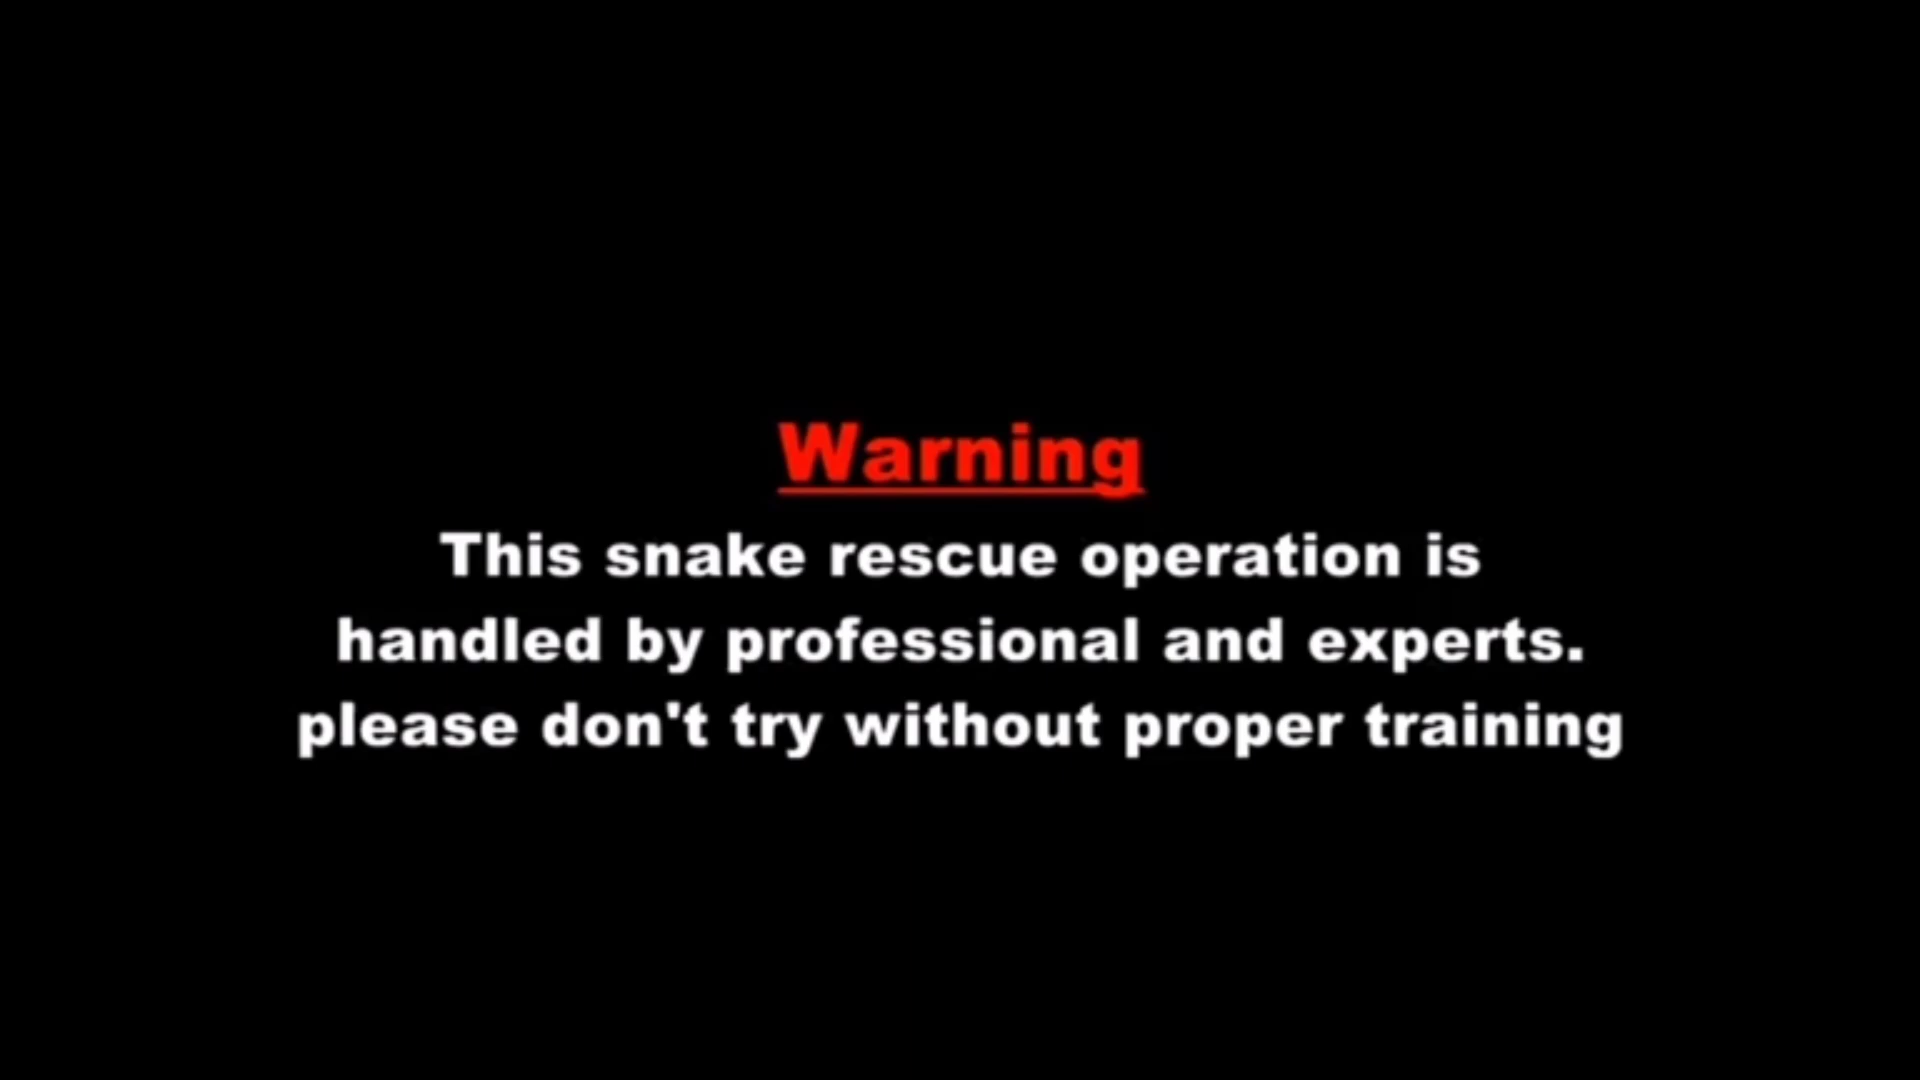 Warning
This snake rescue operation is
handled by professional and experts.
please don't try without proper training